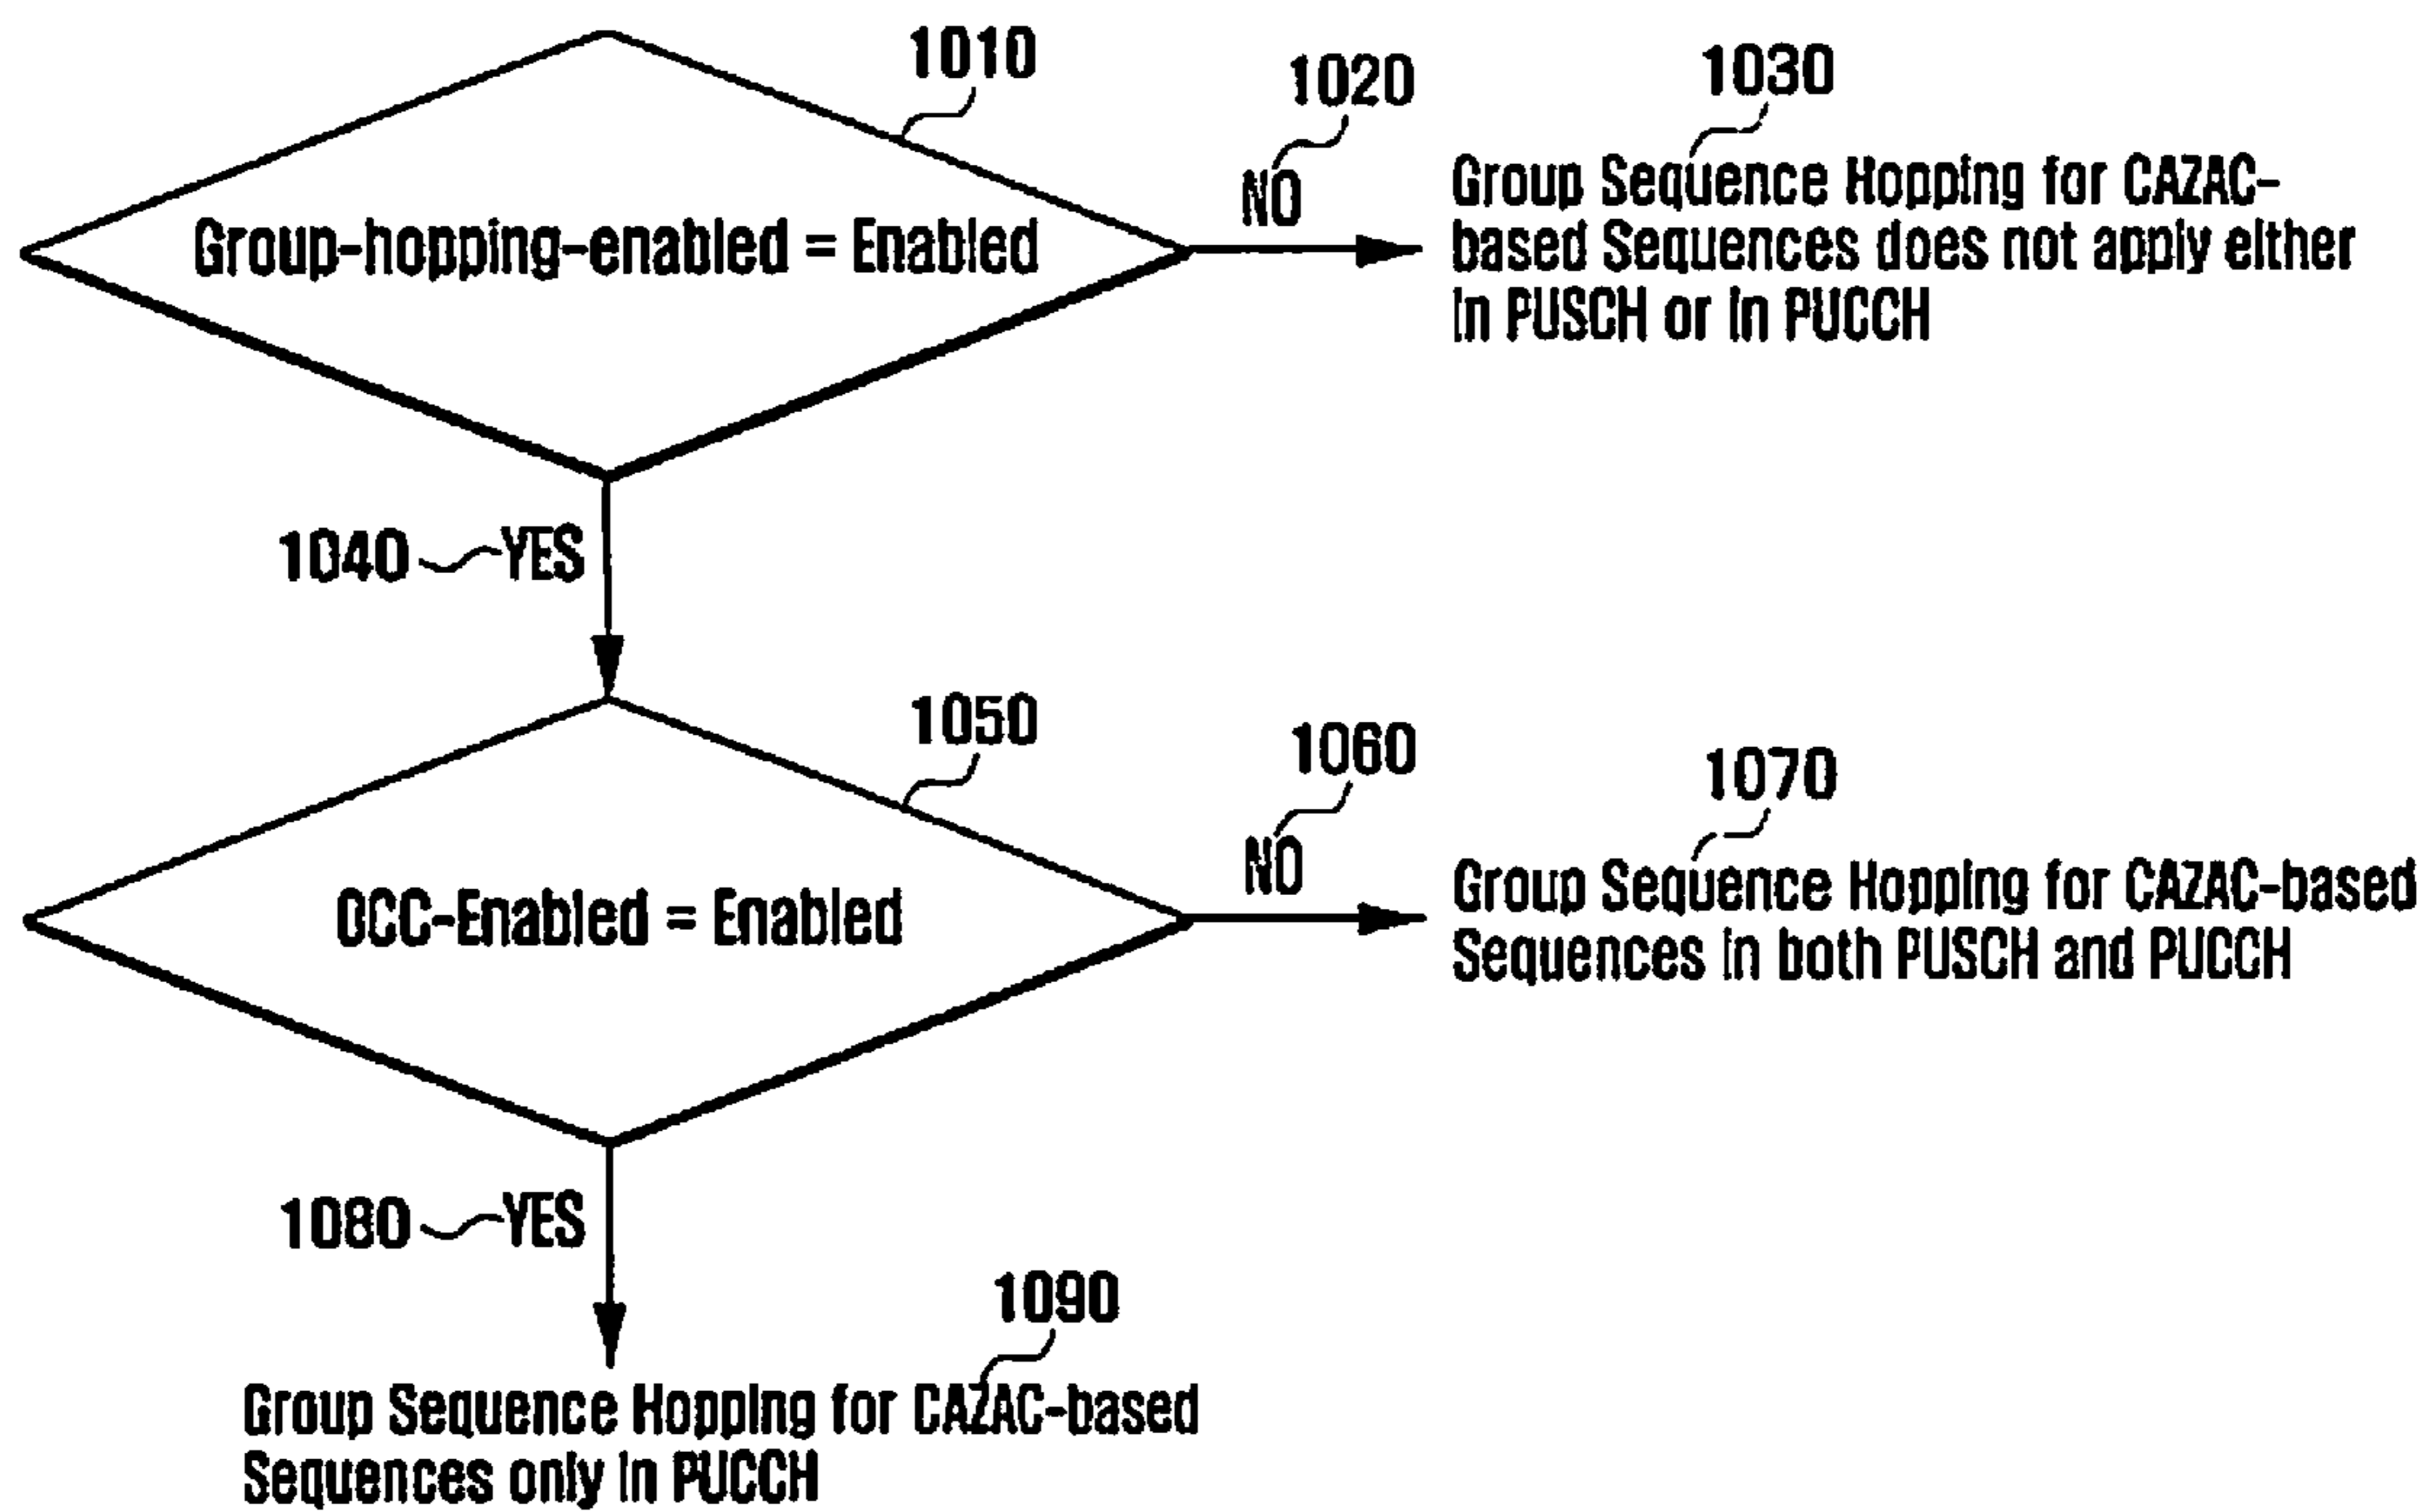 1010
1020
1030
NO
Group Sequence Hopping for CAZAC-
based Sequences does not apply either
in PUSCH or in PUCCH
Group-hopping-enabled = Enabled
1040
YES
1050
1060
1070
NO
Group Sequence Hopping for CAZAC-based
Sequences in both PUSCH and PUCCH
OCC-Enabled = Enabled
1080
YES
1090
Group Sequence Hopping for CAZAC-based
Sequences only in PUCCH